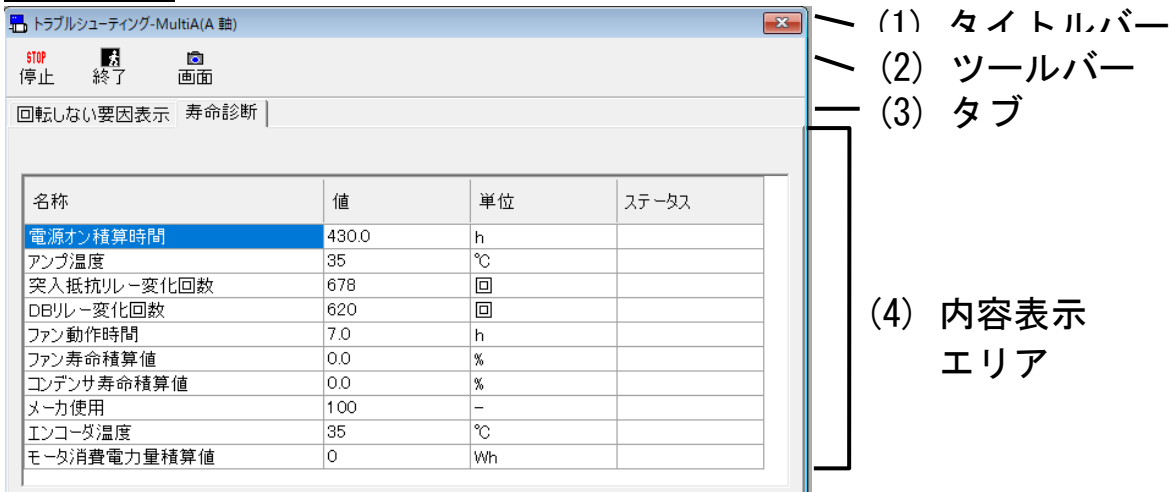 トラブルシューティング-MultiA(A 軸)
(1) タイトルバー
STOP
停止 終了 画面
(2) ツールバー
回転しない要因表示 寿命診断
(3) タブ
名称 値 単位 ステータス
電源オン積算時間 430.0 h
アンプ温度 35 ℃
突入抵抗リレー変化回数 678 回
DBリレー変化回数 620 回
ファン動作時間 7.0 h
ファン寿命積算値 0.0 %
コンデンサ寿命積算値 0.0 %
メーカ使用 100 −
エンコーダ温度 35 ℃
モータ消費電力量積算値 0 Wh
(4) 内容表示
エリア